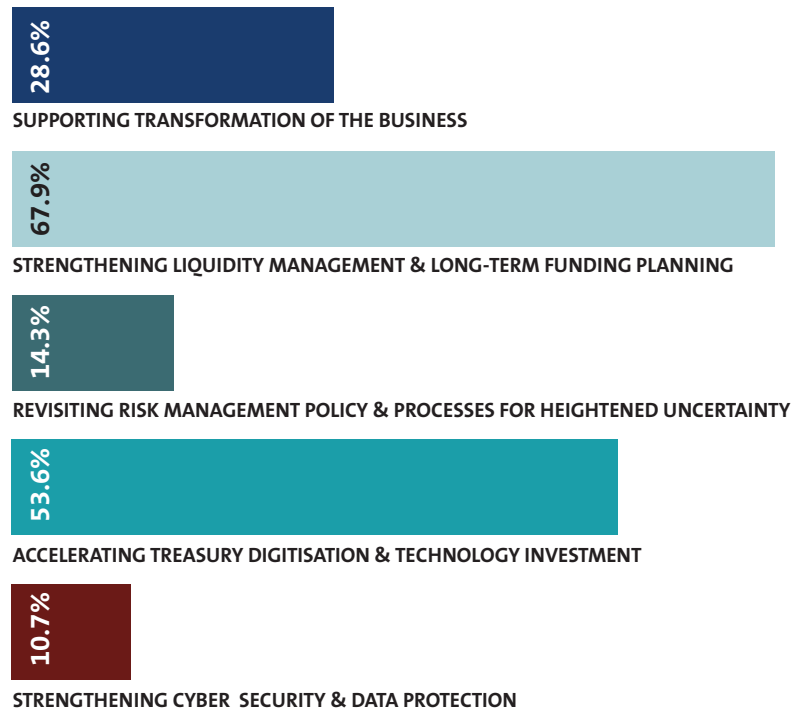 28.6%
SUPPORTING TRANSFORMATION OF THE BUSINESS
67.9%
STRENGTHENING LIQUIDITY MANAGEMENT & LONG-TERM FUNDING PLANNING
14.3%
REVISITING RISK MANAGEMENT POLICY & PROCESSES FOR HEIGHTENED UNCERTAINTY
53.6%
ACCELERATING TREASURY DIGITISATION & TECHNOLOGY INVESTMENT
10.7%
STRENGTHENING CYBER SECURITY & DATA PROTECTION